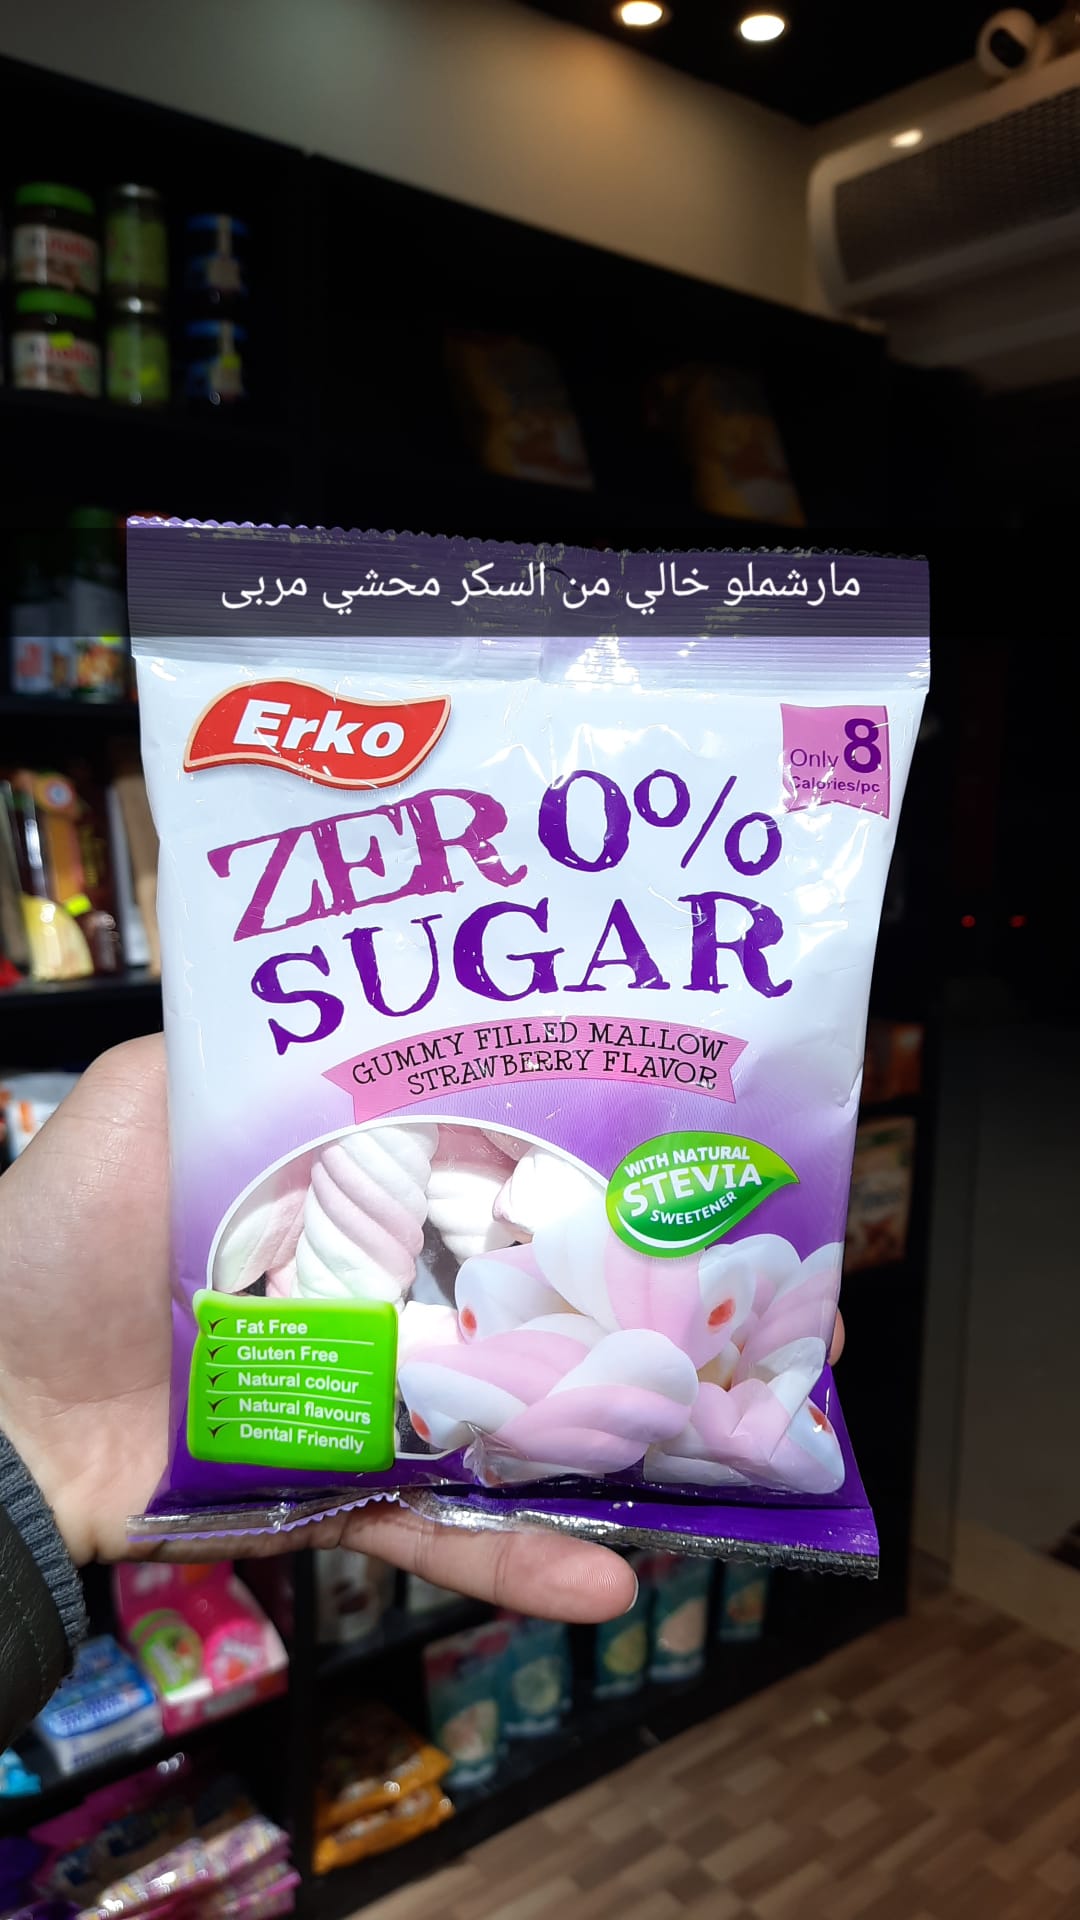 مارشملو خالي من السكر محشي مربى
Erko
Only 8
Calories/pc
ZER0%
SUGAR
GUMMY FILLED MALLOW
STRAWBERRY FLAVOR
WITH NATURAL
STEVIA
SWEETENER
Fat Free
Gluten Free
Natural colour
Natural flavours
Dental Friendly